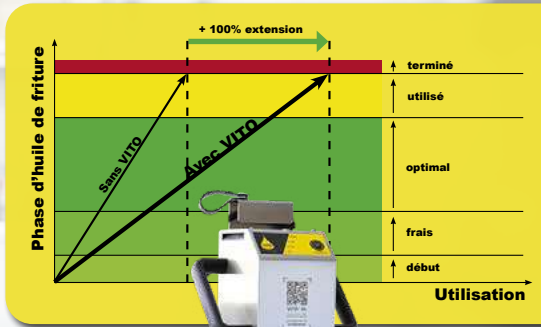 + 100% extension
Phase d'huile de friture
Sans VITO
Avec VITO
terminé
utilisé
optimal
frais
début
Utilisation